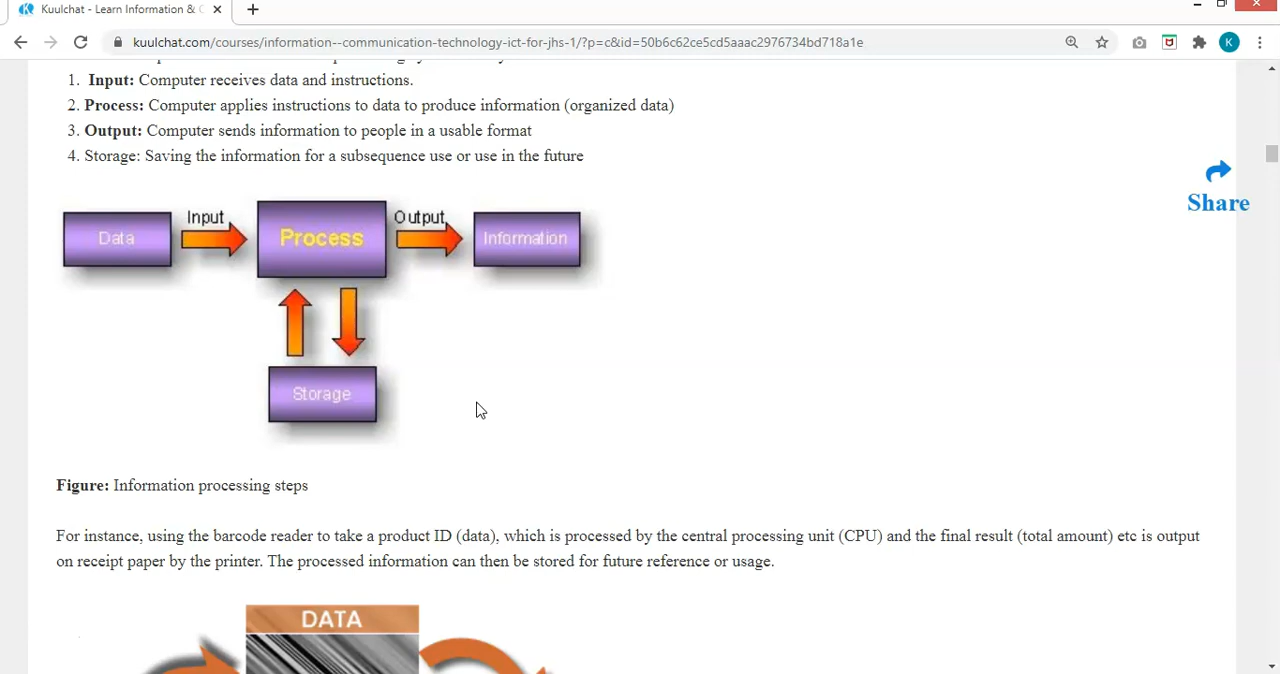 Kuulchat - Learn Information &
kuulchat.com/courses/information--communication-technology-ict-for-jhs-1/?p=c&id=50b6c62ce5cd5aaac2976734bd718a1e
K
1. Input: Computer receives data and instructions.
2. Process: Computer applies instructions to data to produce information (organized data)
3. Output: Computer sends information to people in a usable format
4. Storage: Saving the information for a subsequence use or use in the future
Share
Input
Output
Data
Process
Information
Storage
Figure: Information processing steps
For instance, using the barcode reader to take a product ID (data), which is processed by the central processing unit (CPU) and the final result (total amount) etc is output
on receipt paper by the printer. The processed information can then be stored for future reference or usage.
DATA